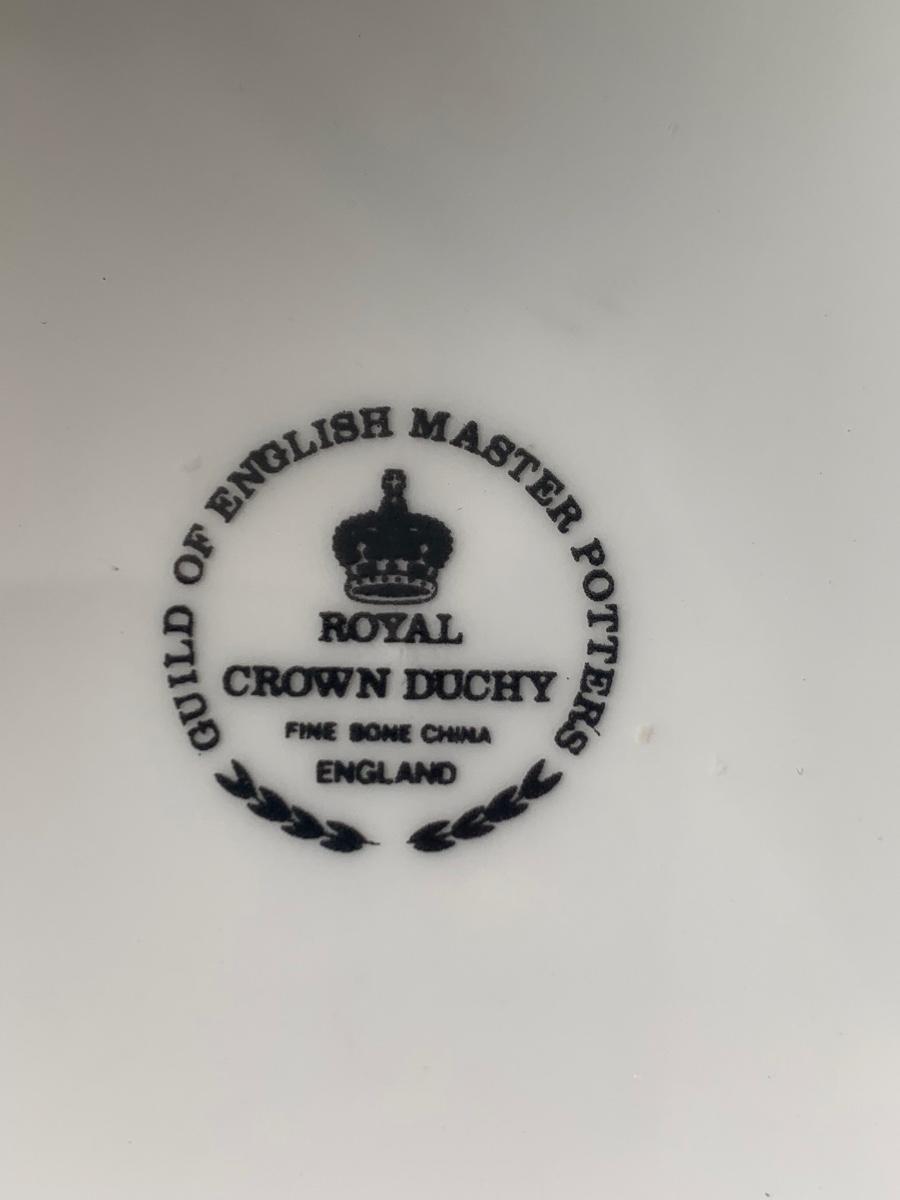 GUILD OF ENGLISH MASTER POTTERS
ROYAL
CROWN DUCHY
FINE BONE CHINA
ENGLAND